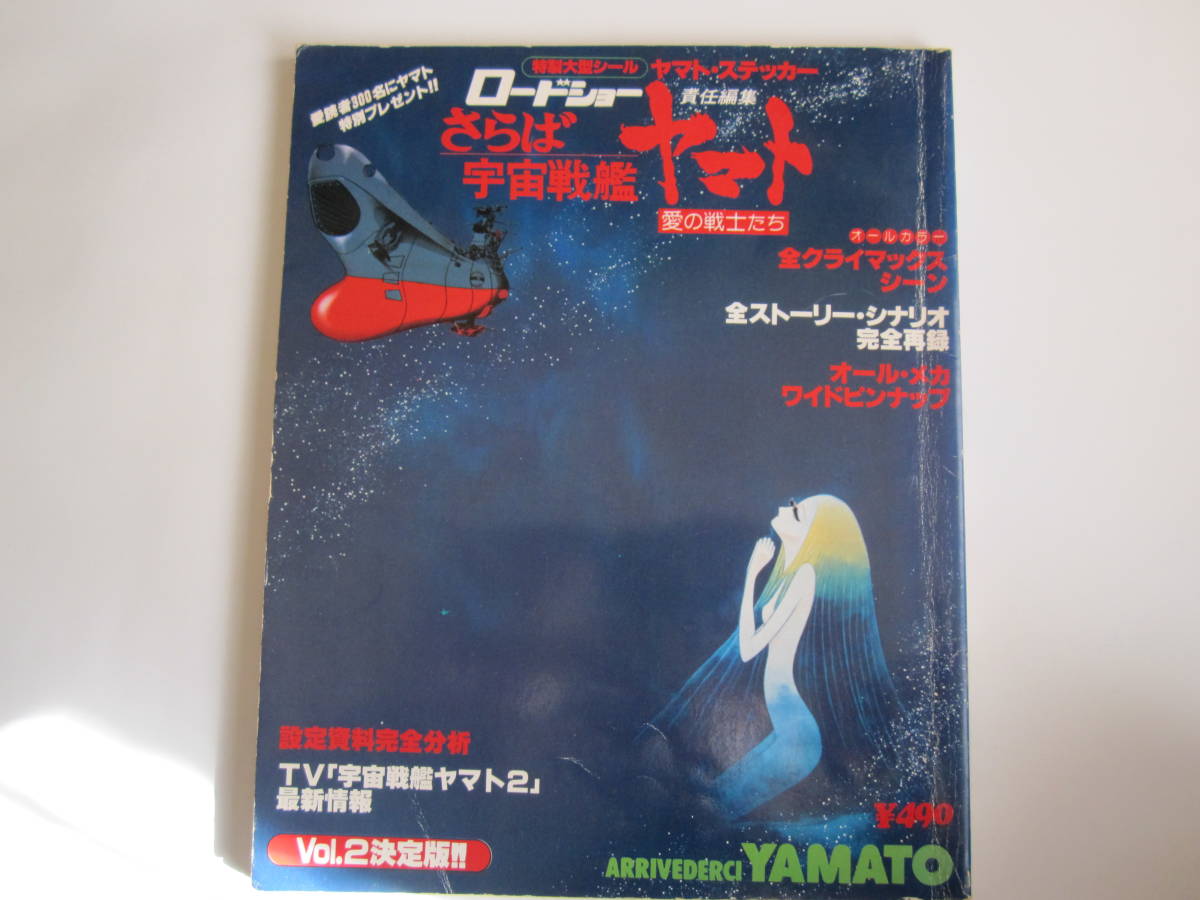 愛読者300名にヤマト
特別プレゼント!!
特製大型シール ヤマト・ステッカー
ロードショー 責任編集
さらば
宇宙戦艦
ヤマト
愛の戦士たち
オールカラー
全クライマックス
シーン
全ストーリー・シナリオ
完全再録
オール・メカ
ワイドピンナップ
設定資料完全分析
TV「宇宙戦艦ヤマト2」
最新情報
¥490
Vol.2決定版!!
ARRIVEDERCI YAMATO